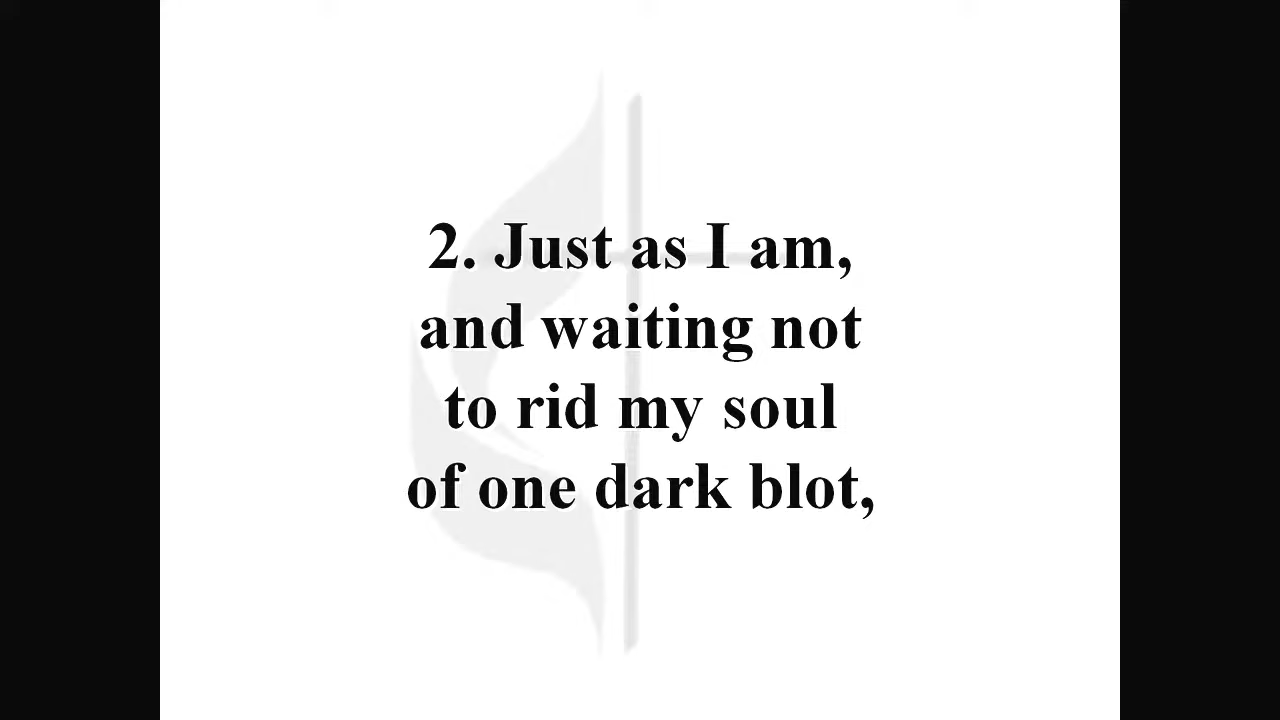 2. Just as I am,
and waiting not
to rid my soul
of one dark blot,